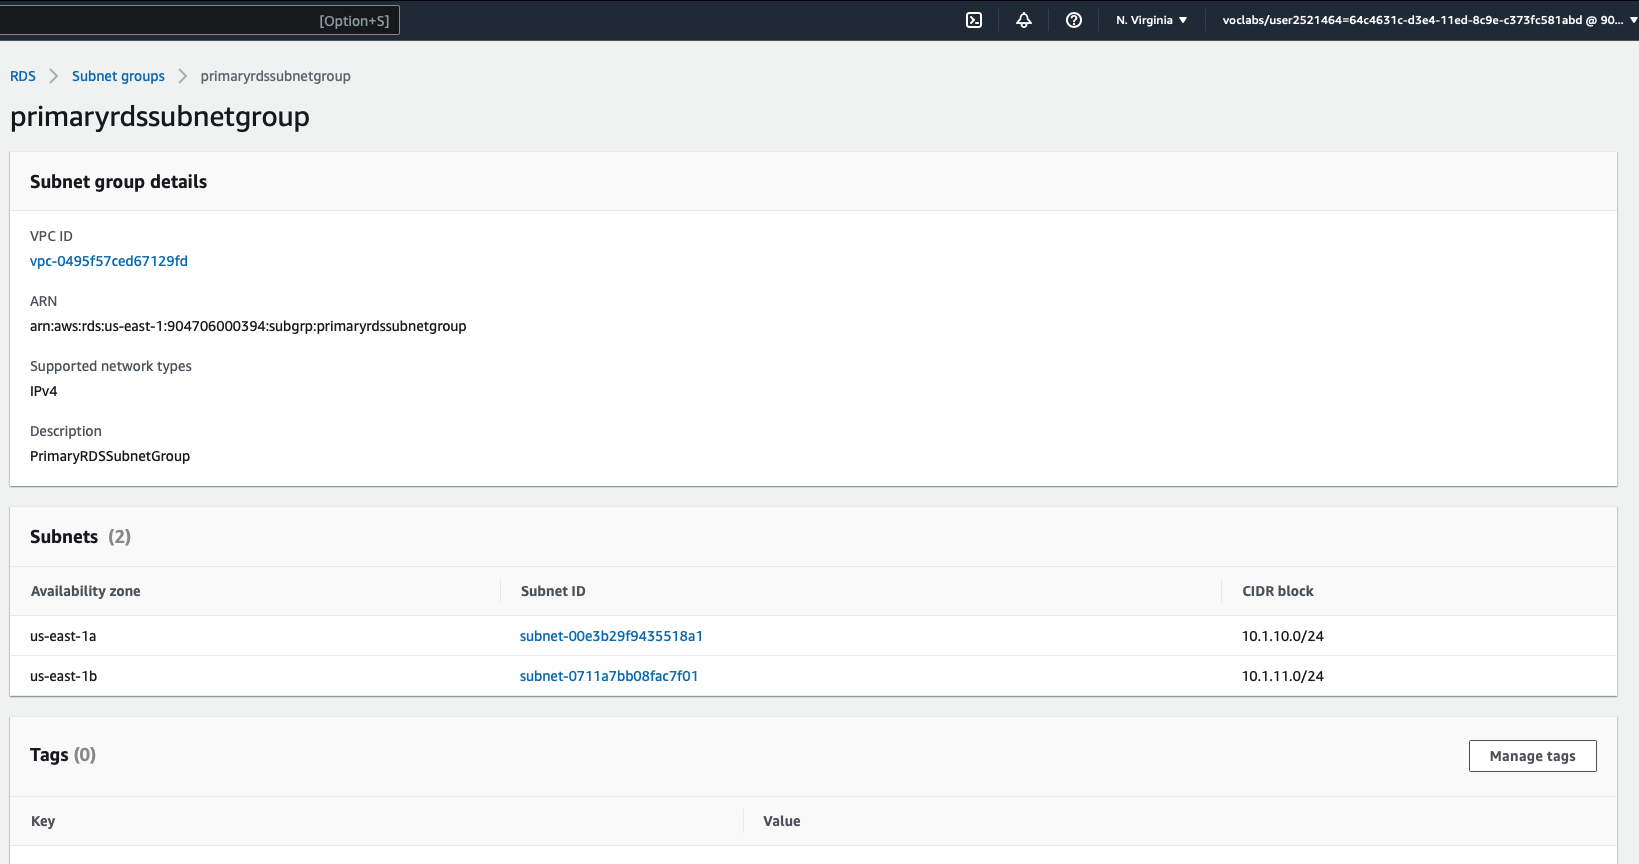 [Option+S]
N. Virginia
voclabs/user2521464=64c4631c-d3e4-11ed-8c9e-c373fc581abd @ 90...
RDS
Subnet groups
primaryrdssubnetgroup
primaryrdssubnetgroup
Subnet group details
VPC ID
vpc-0495f57ced67129fd
ARN
arn:aws:rds:us-east-1:904706000394:subgrp:primaryrdssubnetgroup
Supported network types
IPv4
Description
PrimaryRDSSubnetGroup
Subnets (2)
Availability zone Subnet ID CIDR block
us-east-1a subnet-00e3b29f9435518a1 10.1.10.0/24
us-east-1b subnet-0711a7bb08fac7f01 10.1.11.0/24
Tags (0)
Manage tags
Key Value